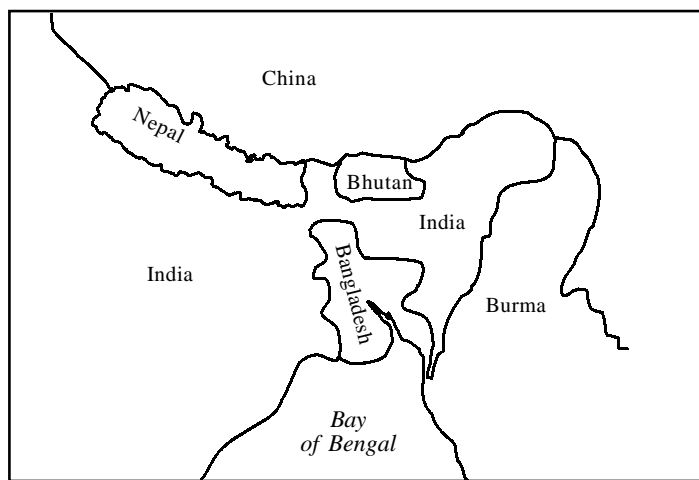 China
Nepal
Bhutan
India
Bangladesh
India
Burma
Bay
of Bengal